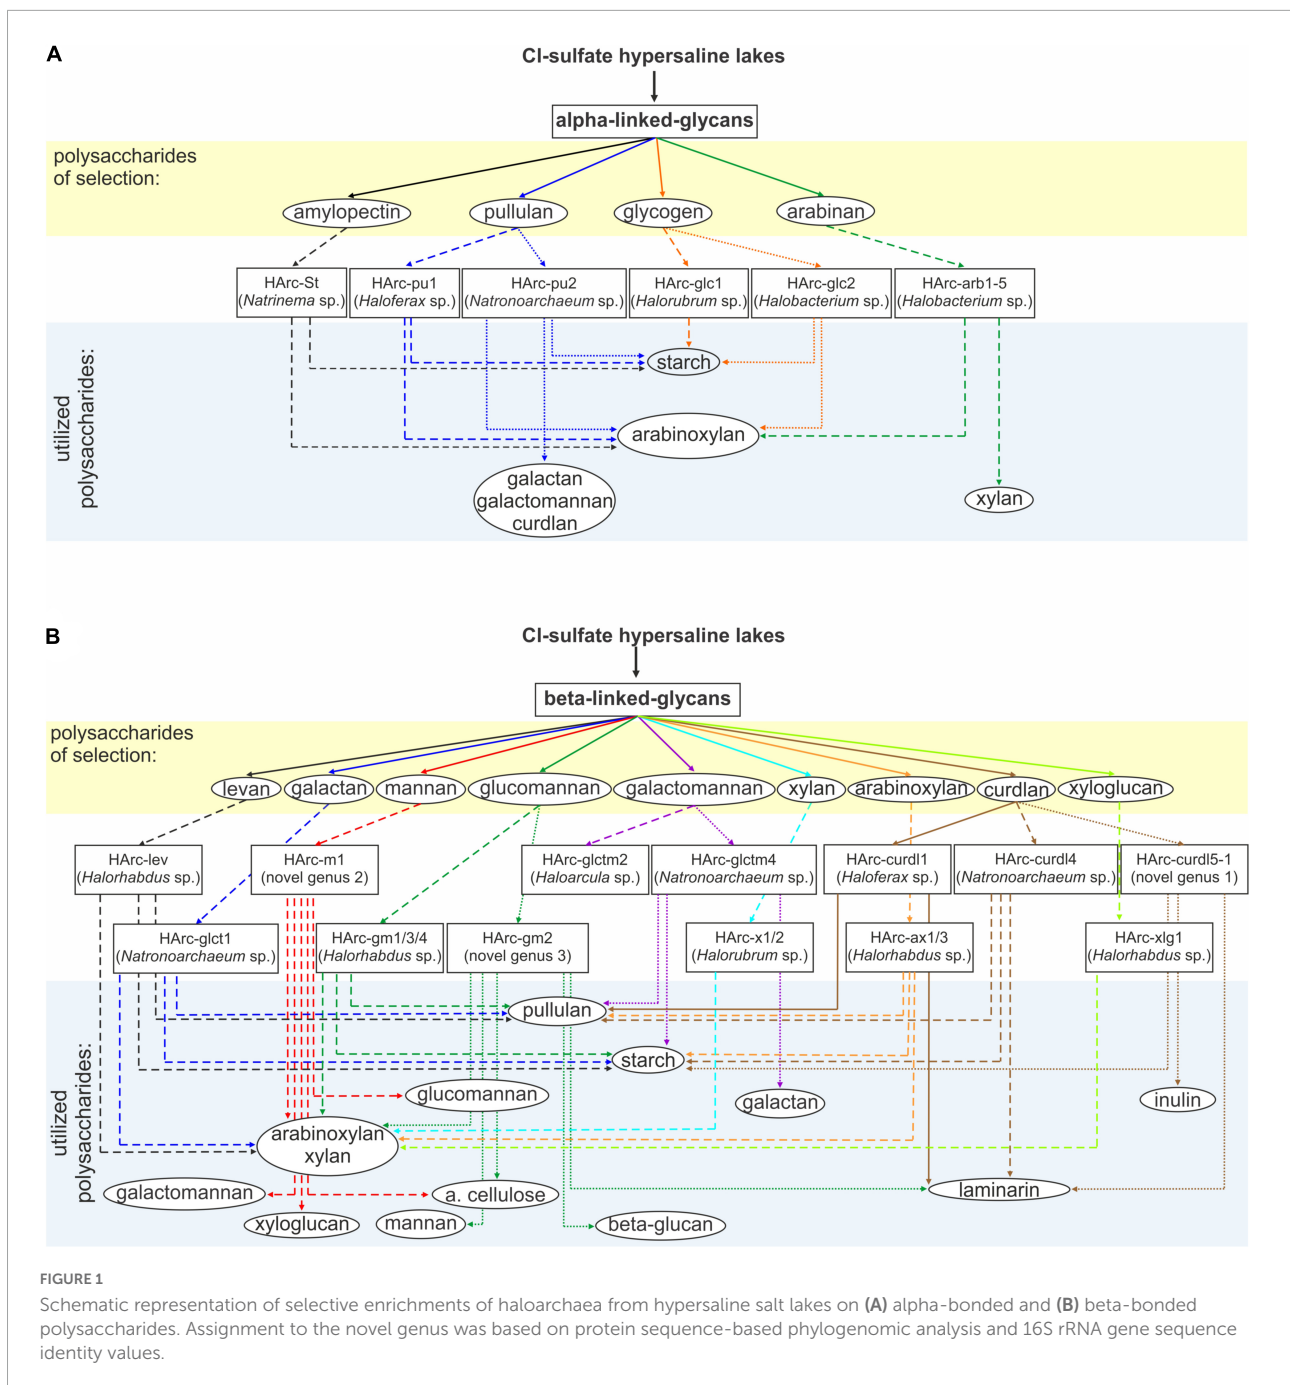 A
Cl-sulfate hypersaline lakes
alpha-linked-glycans
polysaccharides
of selection:
amylopectin
pullulan
glycogen
arabinan
HArc-St
(Natrinema sp.)
HArc-pu1
(Haloferax sp.)
HArc-pu2
(Natronoarchaeum sp.)
HArc-glc1
(Halorubrum sp.)
HArc-glc2
(Halobacterium sp.)
HArc-arb1-5
(Halobacterium sp.)
utilized
polysaccharides:
starch
arabinoxylan
galactan
galactomannan
curdlan
xylan
B
Cl-sulfate hypersaline lakes
beta-linked-glycans
polysaccharides
of selection:
levan
galactan
mannan
glucomannan
galactomannan
xylan
arabinoxylan
curdlan
xyloglucan
HArc-lev
(Halorhabdus sp.)
HArc-m1
(novel genus 2)
HArc-glctm2
(Haloarcula sp.)
HArc-glctm4
(Natronoarchaeum sp.)
HArc-curdl1
(Haloferax sp.)
HArc-curdl4
(Natronoarchaeum sp.)
HArc-curdl5-1
(novel genus 1)
HArc-glct1
(Natronoarchaeum sp.)
HArc-gm1/3/4
(Halorhabdus sp.)
HArc-gm2
(novel genus 3)
HArc-x1/2
(Halorubrum sp.)
HArc-ax1/3
(Halorhabdus sp.)
HArc-xlg1
(Halorhabdus sp.)
utilized
polysaccharides:
pullulan
starch
glucomannan
galactan
inulin
arabinoxylan
xylan
galactomannan
a. cellulose
laminarin
xyloglucan
mannan
beta-glucan
FIGURE 1
Schematic representation of selective enrichments of haloarchaea from hypersaline salt lakes on (A) alpha-bonded and (B) beta-bonded
polysaccharides. Assignment to the novel genus was based on protein sequence-based phylogenomic analysis and 16S rRNA gene sequence
identity values.